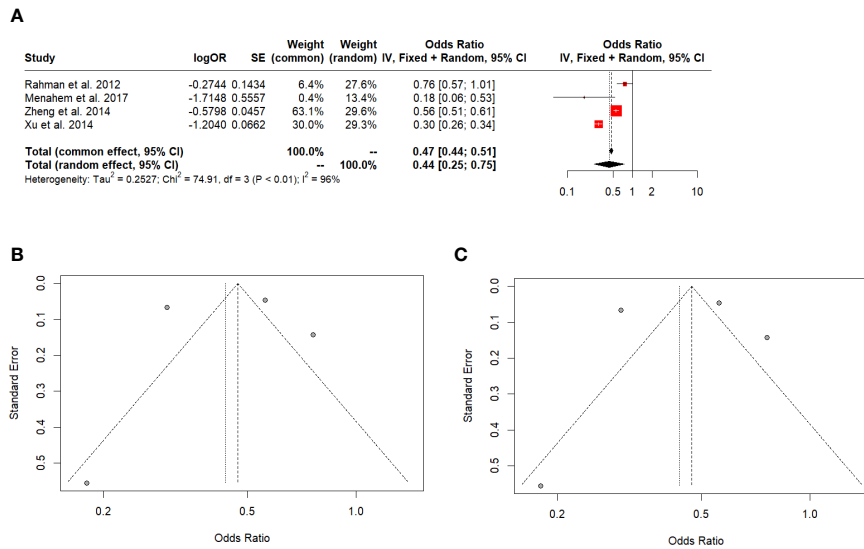 A
Weight Weight Odds Ratio Odds Ratio
Study logOR SE (common) (random) IV, Fixed + Random, 95% CI IV, Fixed + Random, 95% CI
Rahman et al. 2012 -0.2744 0.1434 6.4% 27.6% 0.76 [0.57; 1.01]
Menahem et al. 2017 -1.7148 0.5557 0.4% 13.4% 0.18 [0.06; 0.53]
Zheng et al. 2014 -0.5798 0.0457 63.1% 29.6% 0.56 [0.51; 0.61]
Xu et al. 2014 -1.2040 0.0662 30.0% 29.3% 0.30 [0.26; 0.34]
Total (common effect, 95% CI) 100.0% -- 0.47 [0.44; 0.51]
Total (random effect, 95% CI) -- 100.0% 0.44 [0.25; 0.75]
Heterogeneity: Tau² = 0.2527; Chi² = 74.91, df = 3 (P < 0.01); I² = 96%
0.1 0.5 1 2 10
B
0.0
0.1
0.2
0.3
0.4
0.5
Standard Error
0.2 0.5 1.0
Odds Ratio
C
0.0
0.1
0.2
0.3
0.4
0.5
Standard Error
0.2 0.5 1.0
Odds Ratio